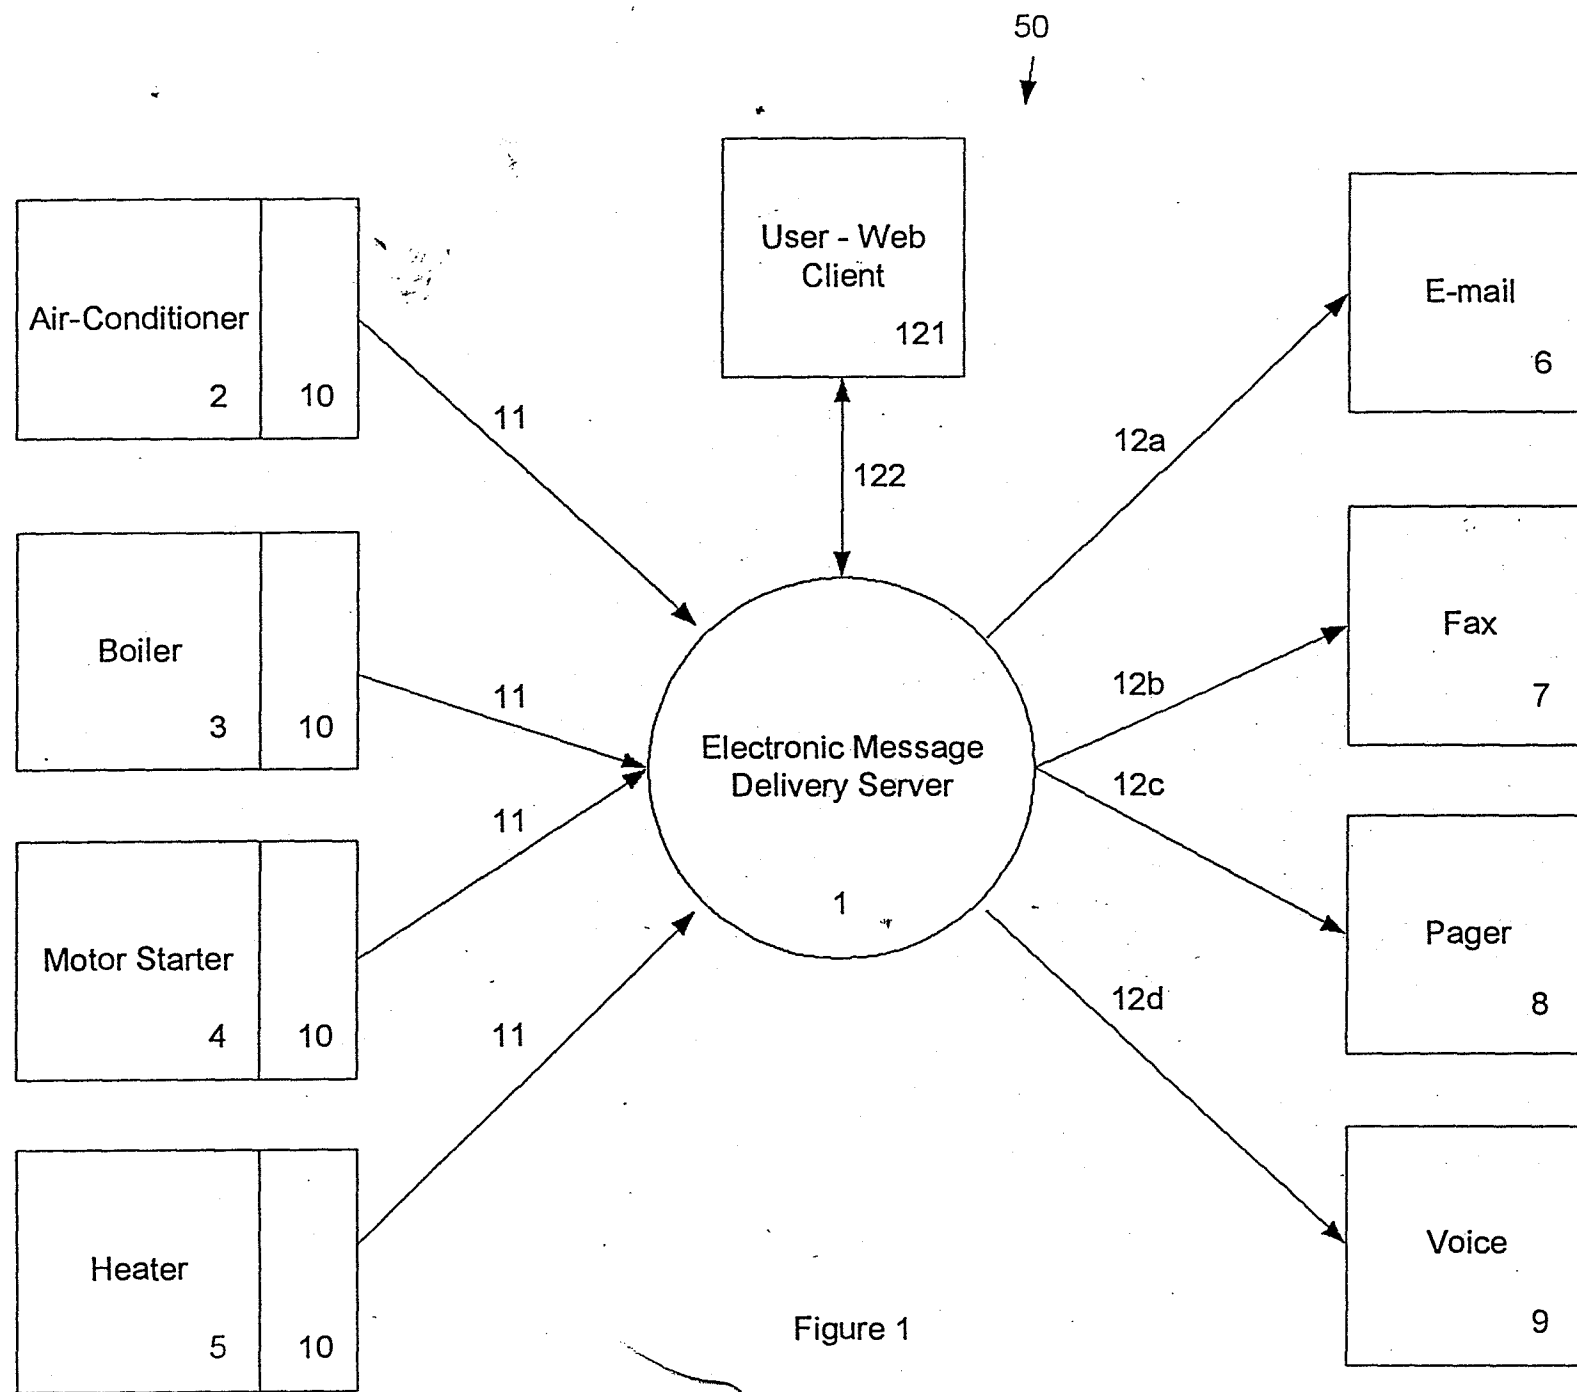 50
User - Web
Client
121
122
Air-Conditioner
2
10
11
Boiler
3
10
11
Motor Starter
4
10
11
Heater
5
10
11
Electronic Message
Delivery Server
1
12a
E-mail
6
12b
Fax
7
12c
Pager
8
12d
Voice
9
Figure 1